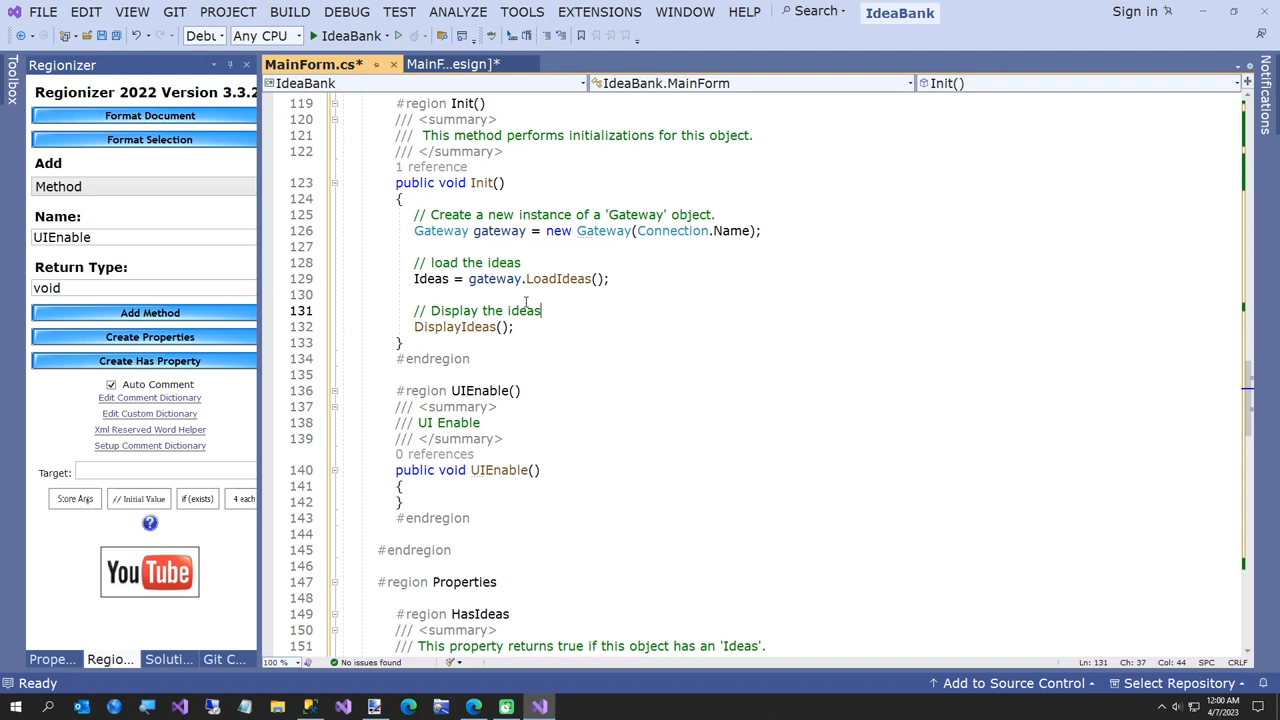 FILE EDIT VIEW GIT PROJECT BUILD DEBUG TEST ANALYZE TOOLS EXTENSIONS WINDOW HELP Search IdeaBank Sign in
Debu Any CPU IdeaBank
Toolbox
Regionizer
Regionizer 2022 Version 3.3.2
Format Document
Format Selection
Add
Method
Name:
UIEnable
Return Type:
void
Add Method
Create Properties
Create Has Property
Auto Comment
Edit Comment Dictionary
Edit Custom Dictionary
Xml Reserved Word Helper
Setup Comment Dictionary
Target:
Store Args // Initial Value if (exists) 4 each
?
YouTube
Prope... Regio... Soluti... Git C...
MainForm.cs* MainF...esign]*
IdeaBank IdeaBank.MainForm Init()
119 #region Init()
120 /// <summary>
121 /// This method performs initializations for this object.
122 /// </summary>
1 reference
123 public void Init()
124 {
125 // Create a new instance of a 'Gateway' object.
126 Gateway gateway = new Gateway(Connection.Name);
127
128 // load the ideas
129 Ideas = gateway.LoadIdeas();
130
131 // Display the ideas
132 DisplayIdeas();
133 }
134 #endregion
135
136 #region UIEnable()
137 /// <summary>
138 /// UI Enable
139 /// </summary>
0 references
140 public void UIEnable()
141 {
142 }
143 #endregion
144
145 #endregion
146
147 #region Properties
148
149 #region HasIdeas
150 /// <summary>
151 /// This property returns true if this object has an 'Ideas'.
100 % No issues found Ln: 131 Ch: 37 Col: 44 SPC CRLF
Notifications
Ready Add to Source Control Select Repository
12:00 AM
4/7/2023